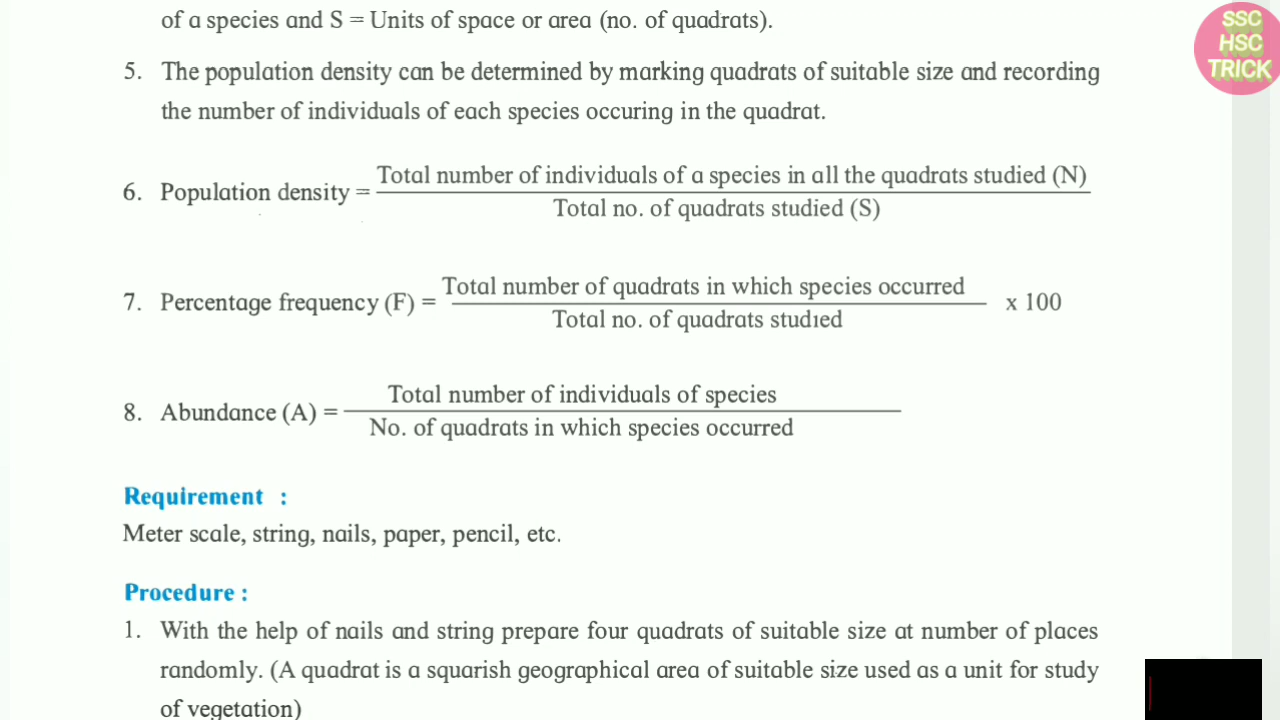 of a species and S = Units of space or area (no. of quadrats).
5. The population density can be determined by marking quadrats of suitable size and recording
the number of individuals of each species occuring in the quadrat.
6. Population density = Total number of individuals of a species in all the quadrats studied (N)
Total no. of quadrats studied (S)
7. Percentage frequency (F) = Total number of quadrats in which species occurred x 100
Total no. of quadrats studied
8. Abundance (A) = Total number of individuals of species
No. of quadrats in which species occurred
Requirement :
Meter scale, string, nails, paper, pencil, etc.
Procedure :
1. With the help of nails and string prepare four quadrats of suitable size at number of places
randomly. (A quadrat is a squarish geographical area of suitable size used as a unit for study
of vegetation)
SSC
HSC
TRICK